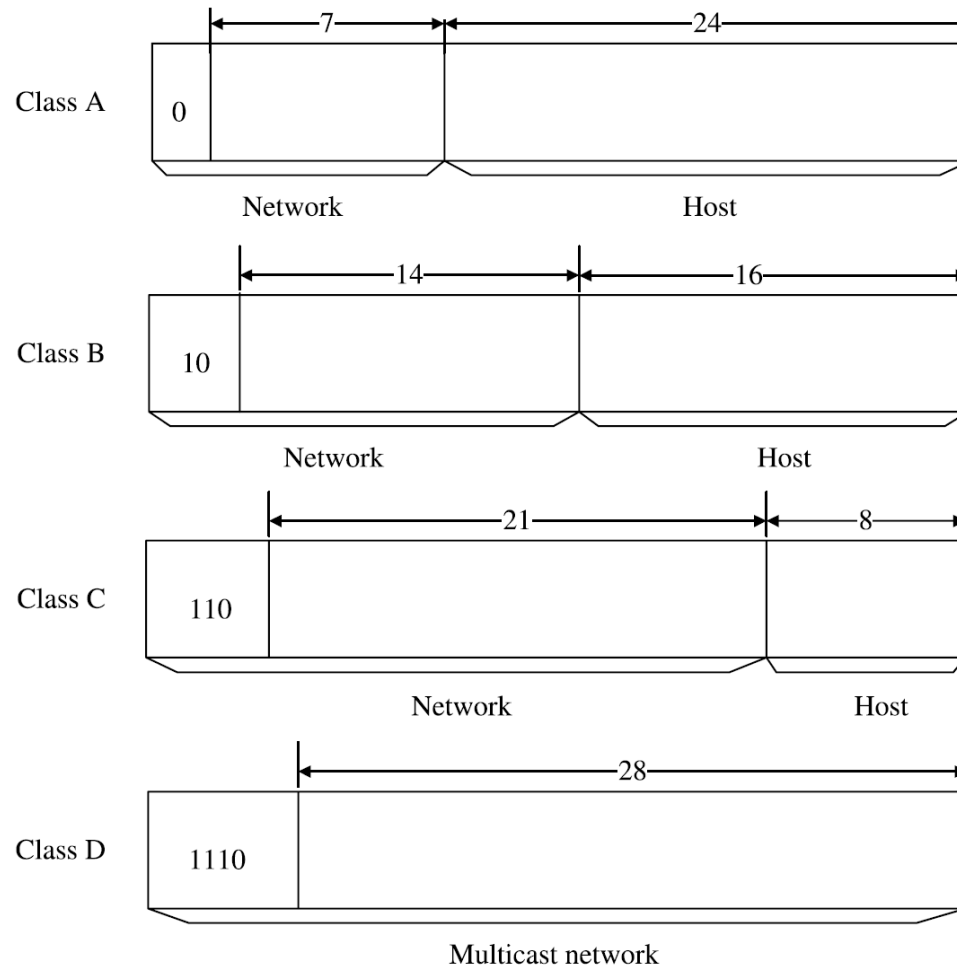 7 24
Class A 0
Network Host
14 16
Class B 10
Network Host
21 8
Class C 110
Network Host
28
Class D 1110
Multicast network